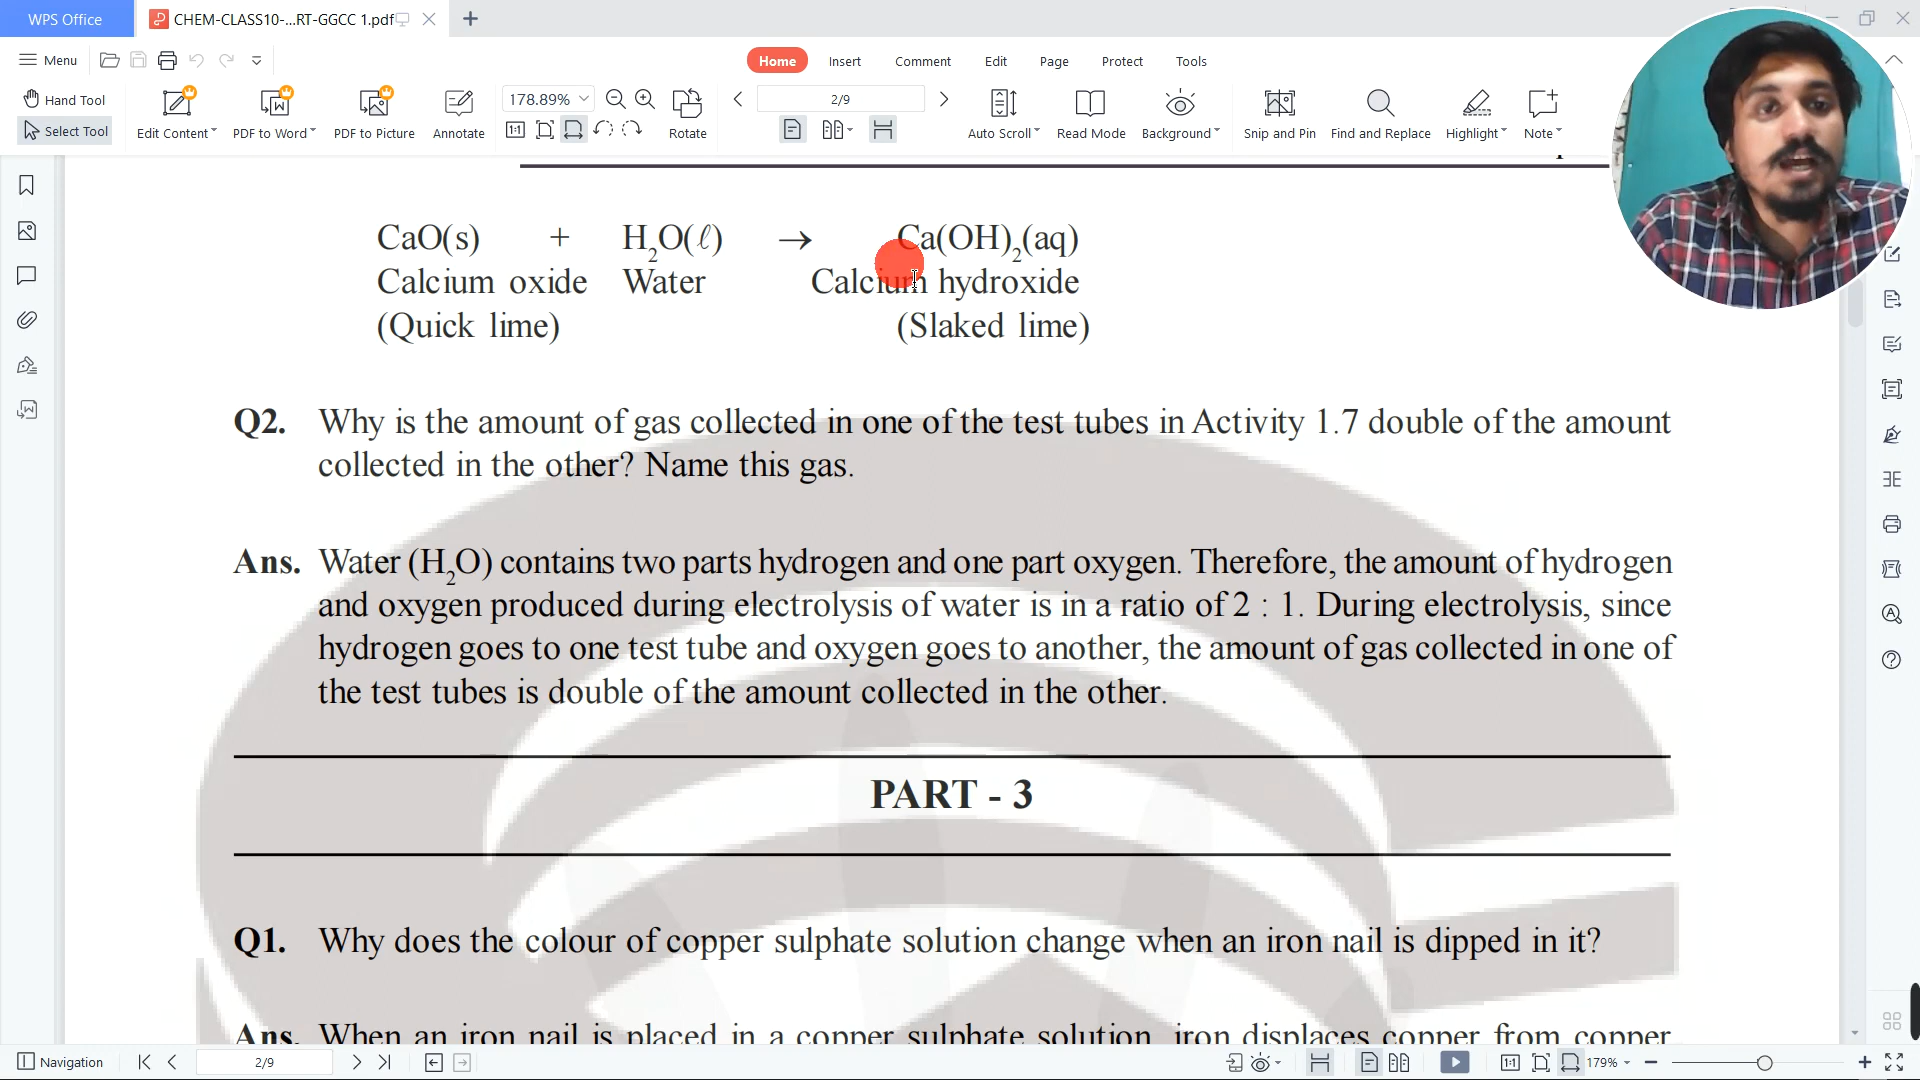 WPS Office
CHEM-CLASS10-...RT-GGCC 1.pdf
Menu
Home Insert Comment Edit Page Protect Tools
Hand Tool
Select Tool
Edit Content PDF to Word PDF to Picture Annotate
178.89%
1:1
Rotate
2/9
Auto Scroll Read Mode Background Snip and Pin Find and Replace Highlight Note
CaO(s) + H₂O(ℓ) → Ca(OH)₂(aq)
Calcium oxide Water Calcium hydroxide
(Quick lime) (Slaked lime)
Q2. Why is the amount of gas collected in one of the test tubes in Activity 1.7 double of the amount
collected in the other? Name this gas.
Ans. Water (H₂O) contains two parts hydrogen and one part oxygen. Therefore, the amount of hydrogen
and oxygen produced during electrolysis of water is in a ratio of 2 : 1. During electrolysis, since
hydrogen goes to one test tube and oxygen goes to another, the amount of gas collected in one of
the test tubes is double of the amount collected in the other.
PART - 3
Q1. Why does the colour of copper sulphate solution change when an iron nail is dipped in it?
Ans. When an iron nail is placed in a copper sulphate solution, iron displaces copper from copper
Navigation 2/9 1:1 179%